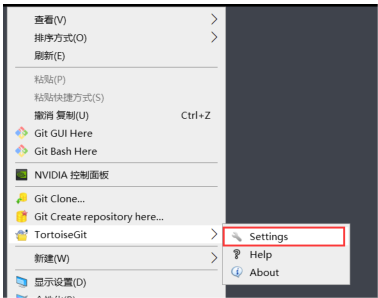 查看(V)
排序方式(O)
刷新(E)
粘贴(P)
粘贴快捷方式(S)
撤消 复制(U) Ctrl+Z
Git GUI Here
Git Bash Here
NVIDIA 控制面板
Git Clone...
Git Create repository here...
TortoiseGit
Settings
Help
About
新建(W)
显示设置(D)